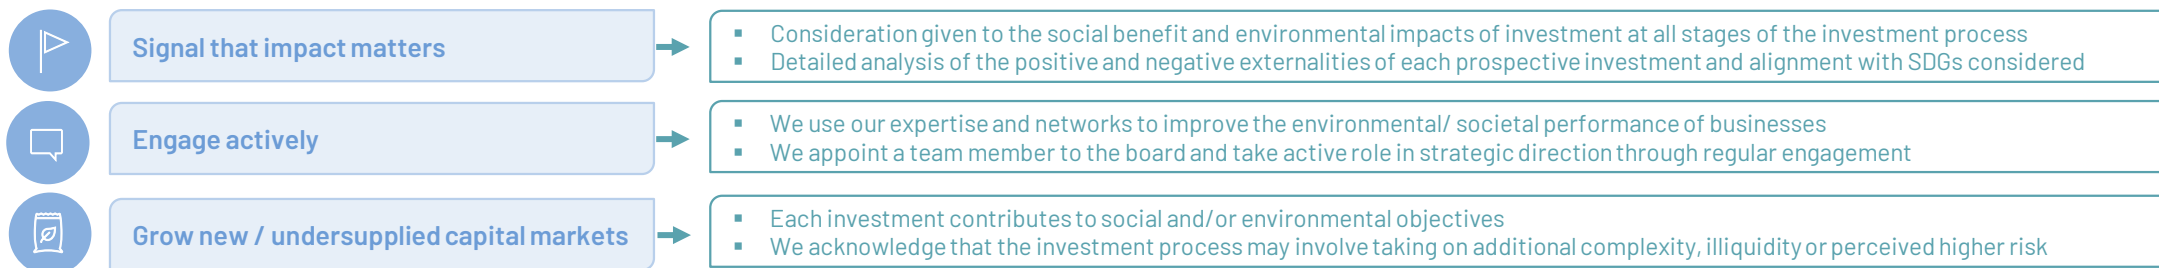 Signal that impact matters
▪ Consideration given to the social benefit and environmental impacts of investment at all stages of the investment process
▪ Detailed analysis of the positive and negative externalities of each prospective investment and alignment with SDGs considered
Engage actively
▪ We use our expertise and networks to improve the environmental/ societal performance of businesses
▪ We appoint a team member to the board and take active role in strategic direction through regular engagement
Grow new / undersupplied capital markets
▪ Each investment contributes to social and/or environmental objectives
▪ We acknowledge that the investment process may involve taking on additional complexity, illiquidity or perceived higher risk